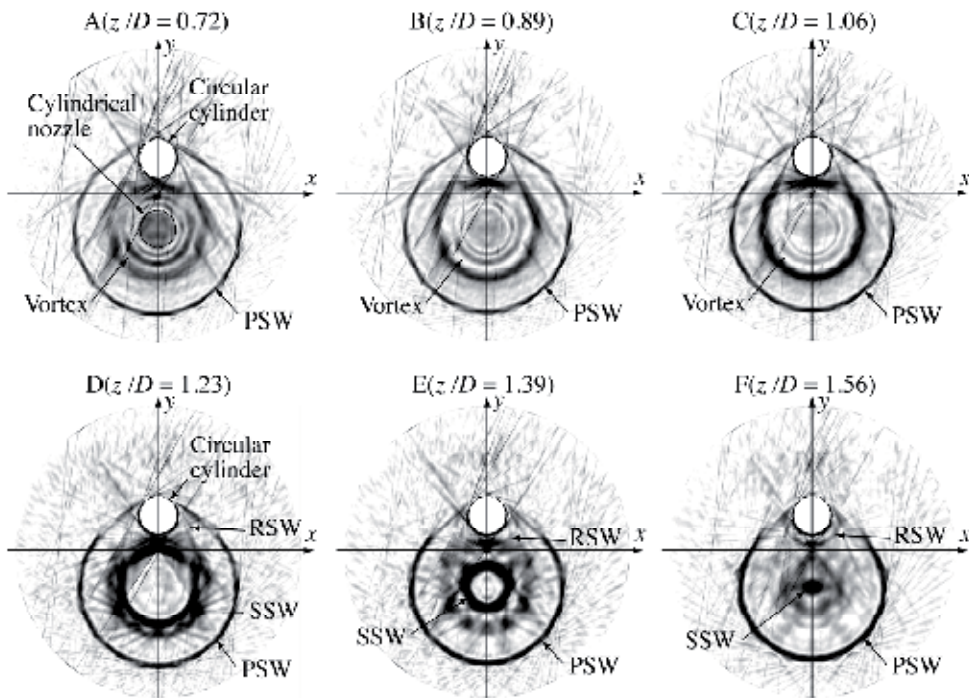 A(z/D = 0.72)
y
Cylindrical
nozzle
Circular
cylinder
x
Vortex
PSW
B(z/D = 0.89)
y
x
Vortex
PSW
C(z/D = 1.06)
y
x
Vortex
PSW
D(z/D = 1.23)
y
Circular
cylinder
RSW
x
SSW
PSW
E(z/D = 1.39)
y
RSW
x
SSW
PSW
F(z/D = 1.56)
y
RSW
x
SSW
PSW